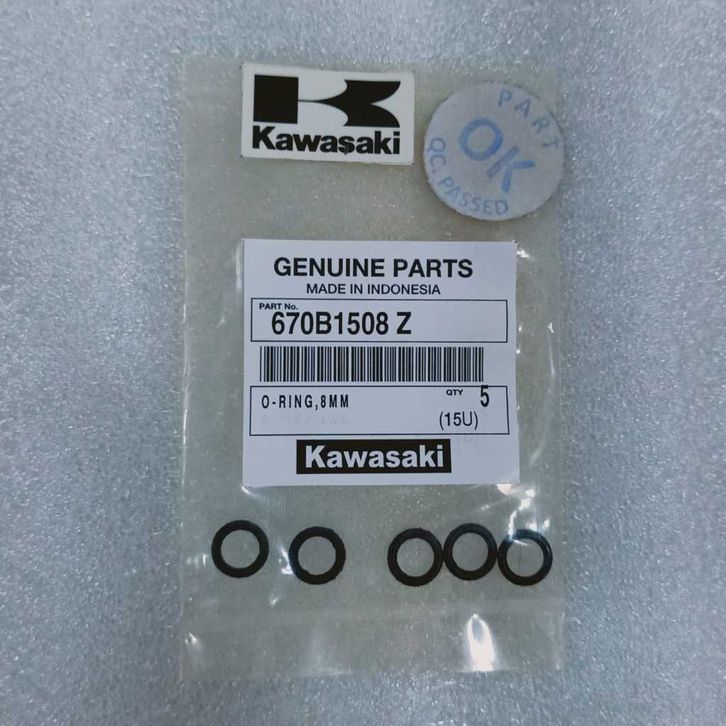 Kawasaki
PART
OK
QC. PASSED
GENUINE PARTS
MADE IN INDONESIA
PART No.
670B1508 Z
O-RING,8MM
QTY 5
(15U)
Kawasaki